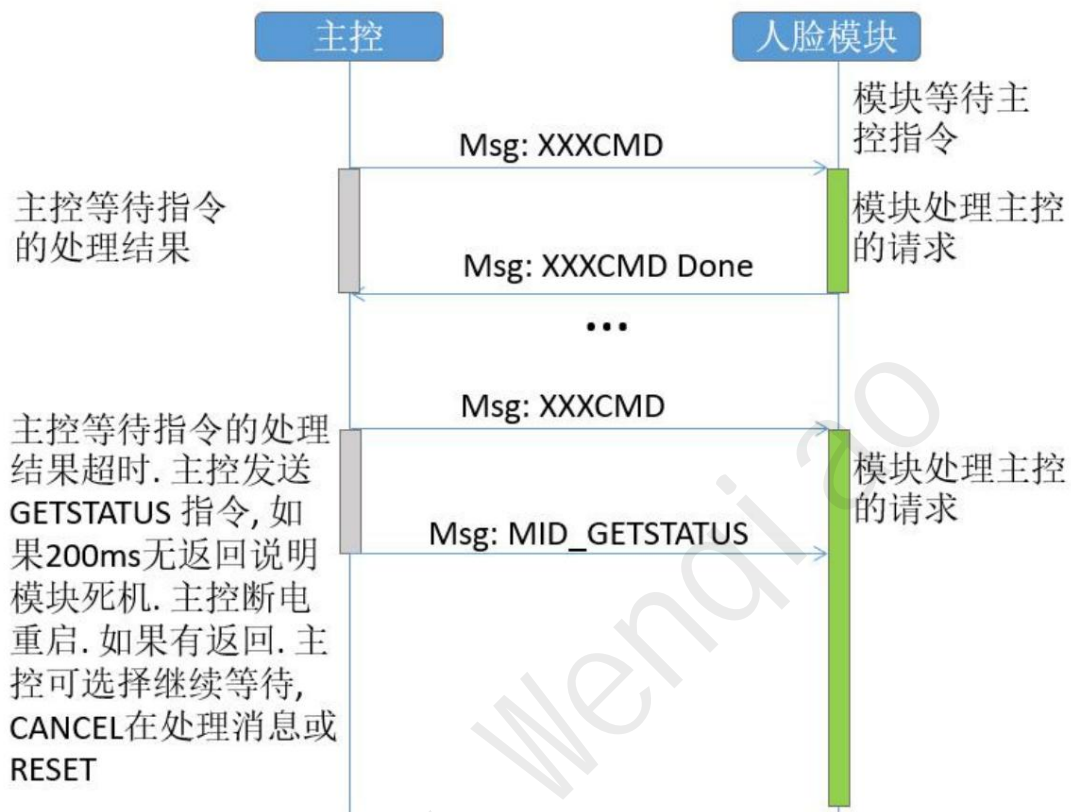 主控
人脸模块
模块等待主
控指令
Msg: XXXCMD
主控等待指令
的处理结果
模块处理主控
的请求
Msg: XXXCMD Done
...
Msg: XXXCMD
主控等待指令的处理
结果超时. 主控发送
GETSTATUS 指令, 如
果200ms无返回说明
模块死机. 主控断电
重启. 如果有返回. 主
控可选择继续等待,
CANCEL在处理消息或
RESET
模块处理主控
的请求
Msg: MID_GETSTATUS
Wenqi ao